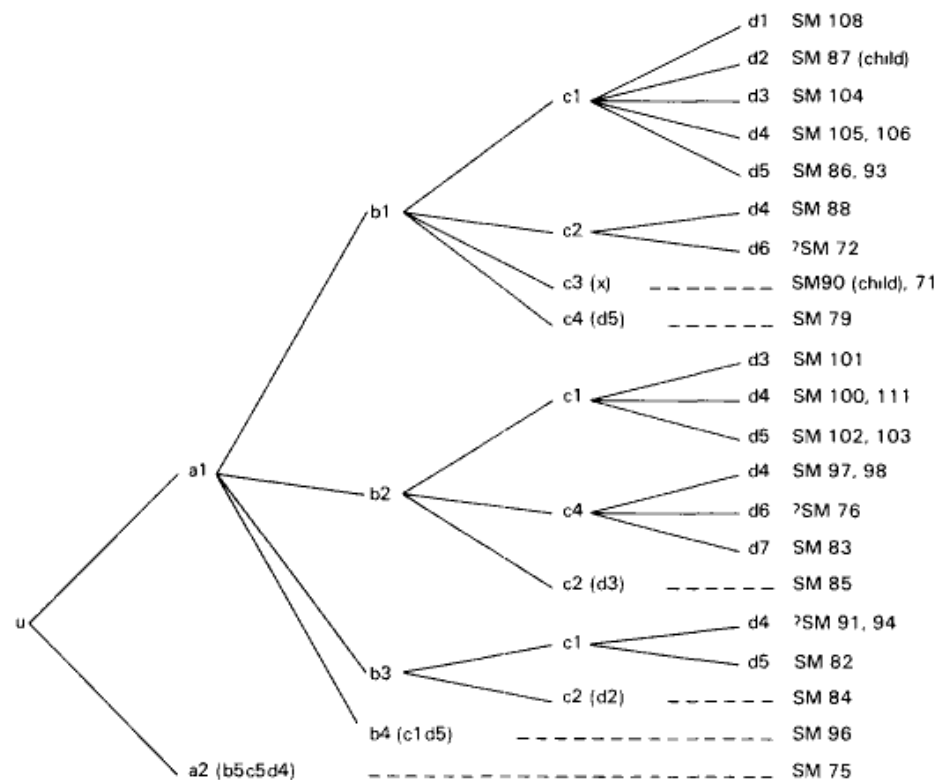 d1 SM 108
d2 SM 87 (child)
c1 d3 SM 104
d4 SM 105, 106
d5 SM 86, 93
b1 d4 SM 88
c2
d6 ?SM 72
c3 (x) SM90 (child), 71
c4 (d5) SM 79
d3 SM 101
c1 d4 SM 100, 111
d5 SM 102, 103
a1 d4 SM 97, 98
b2
c4 d6 ?SM 76
d7 SM 83
c2 (d3) SM 85
u d4 ?SM 91, 94
c1
d5 SM 82
b3
c2 (d2) SM 84
b4 (c1d5) SM 96
a2 (b5c5d4) SM 75